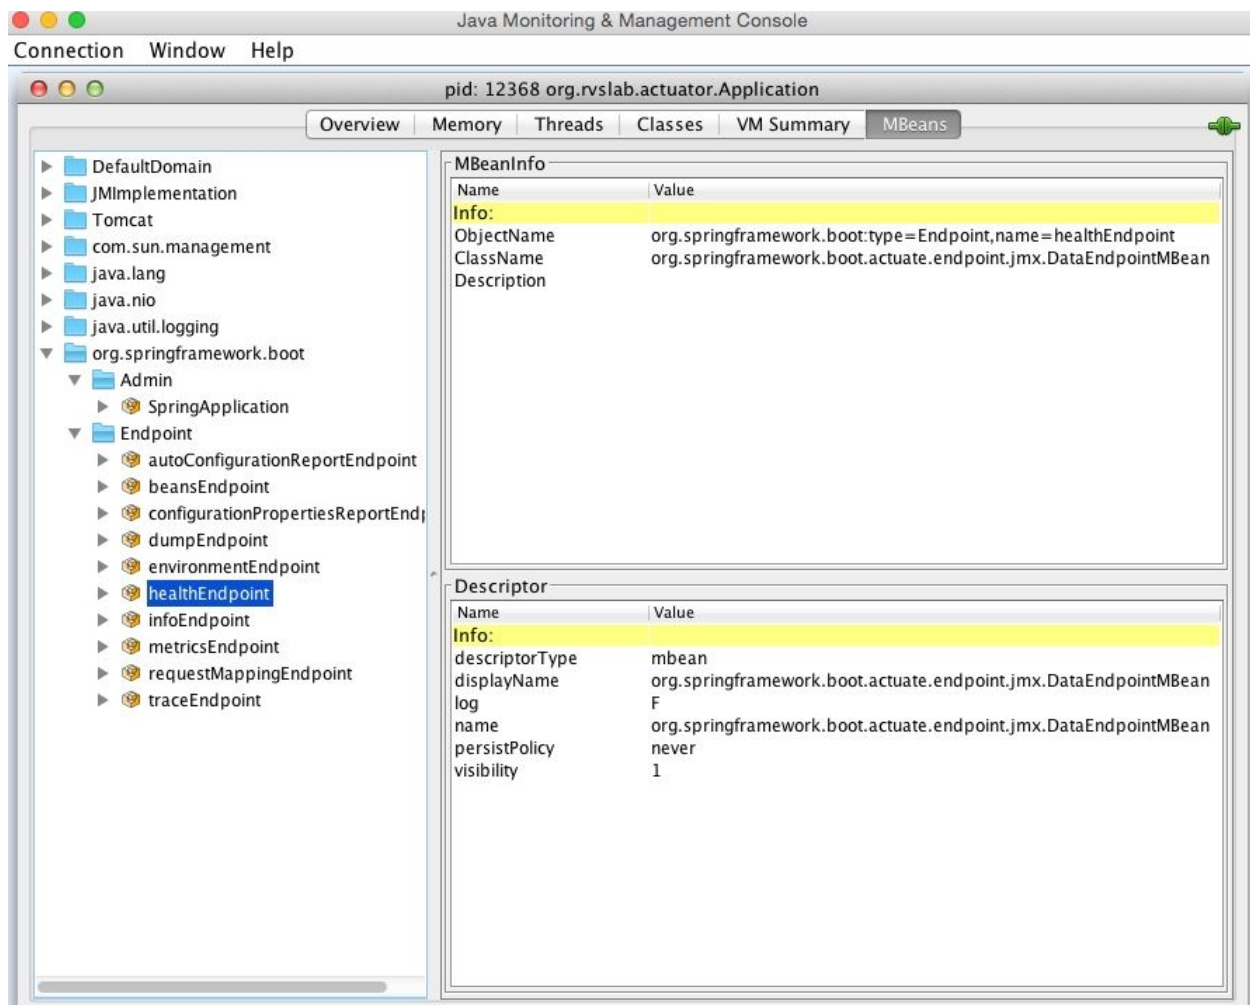 Java Monitoring & Management Console
Connection Window Help
pid: 12368 org.rvslab.actuator.Application
Overview Memory Threads Classes VM Summary MBeans
DefaultDomain
JMImplementation
Tomcat
com.sun.management
java.lang
java.nio
java.util.logging
org.springframework.boot
Admin
SpringApplication
Endpoint
autoConfigurationReportEndpoint
beansEndpoint
configurationPropertiesReportEndp
dumpEndpoint
environmentEndpoint
healthEndpoint
infoEndpoint
metricsEndpoint
requestMappingEndpoint
traceEndpoint
MBeanInfo
Name Value
Info:
ObjectName org.springframework.boot:type=Endpoint,name=healthEndpoint
ClassName org.springframework.boot.actuate.endpoint.jmx.DataEndpointMBean
Description
Descriptor
Name Value
Info:
descriptorType mbean
displayName org.springframework.boot.actuate.endpoint.jmx.DataEndpointMBean
log F
name org.springframework.boot.actuate.endpoint.jmx.DataEndpointMBean
persistPolicy never
visibility 1